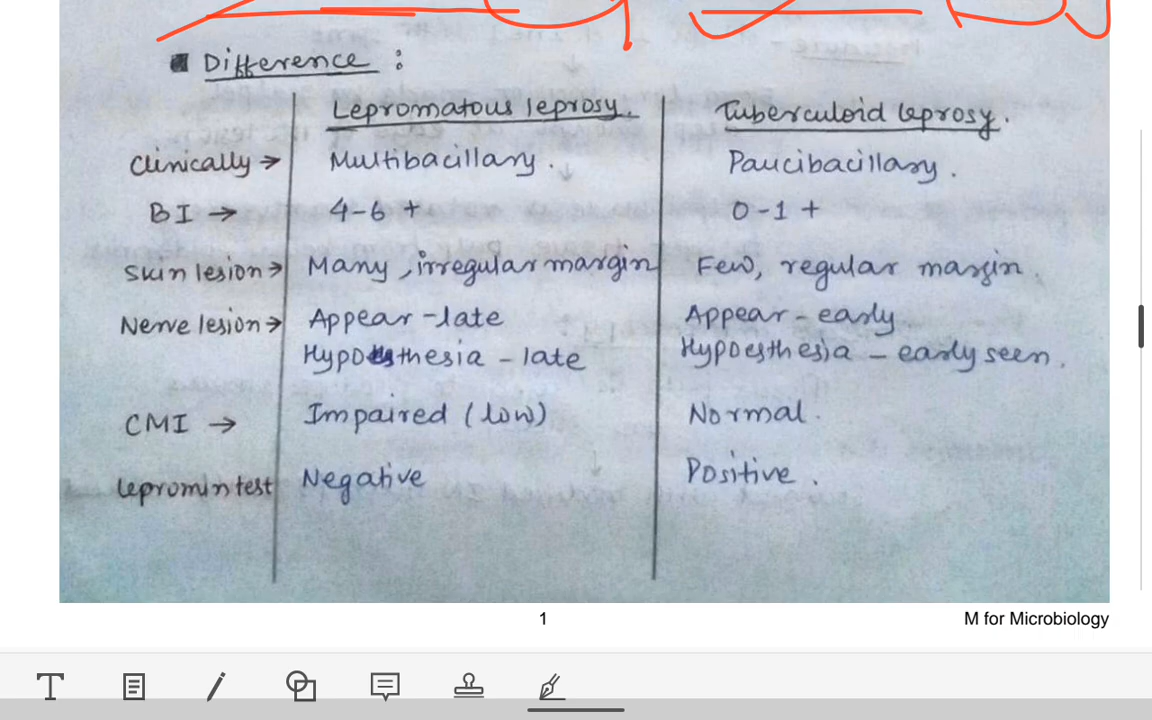 Difference :
Lepromatous leprosy. Tuberculoid leprosy.
Clinically → Multibacillary. Paucibacillary.
BI → 4-6 + 0-1 +
Skin lesion → Many, irregular margin Few, regular margin.
Nerve lesion → Appear-late Appear-early
Hypoesthesia - late Hypoesthesia - early seen.
CMI → Impaired (low) Normal.
Lepromin test Negative Positive.
1 M for Microbiology
T